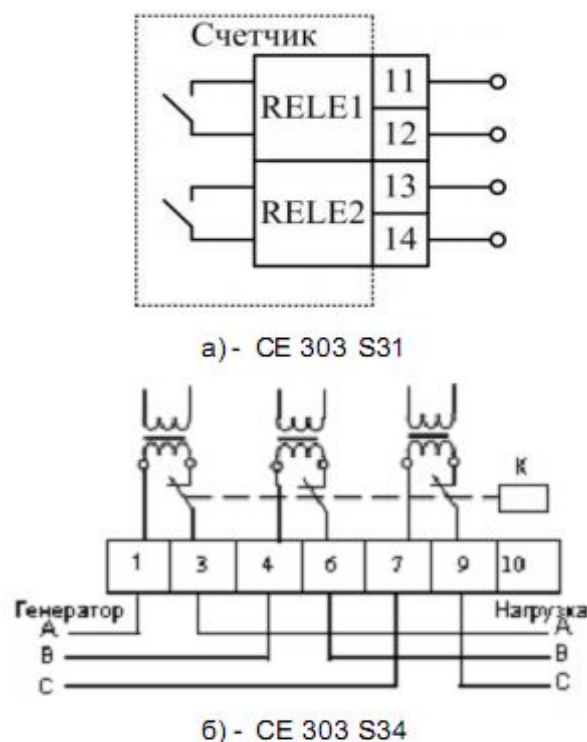 Счетчик
RELE1
11
12
RELE2
13
14
а) - СЕ 303 S31
К
1 3 4 6 7 9 10
Генератор Нагрузка
А А
В В
С С
б) - СЕ 303 S34